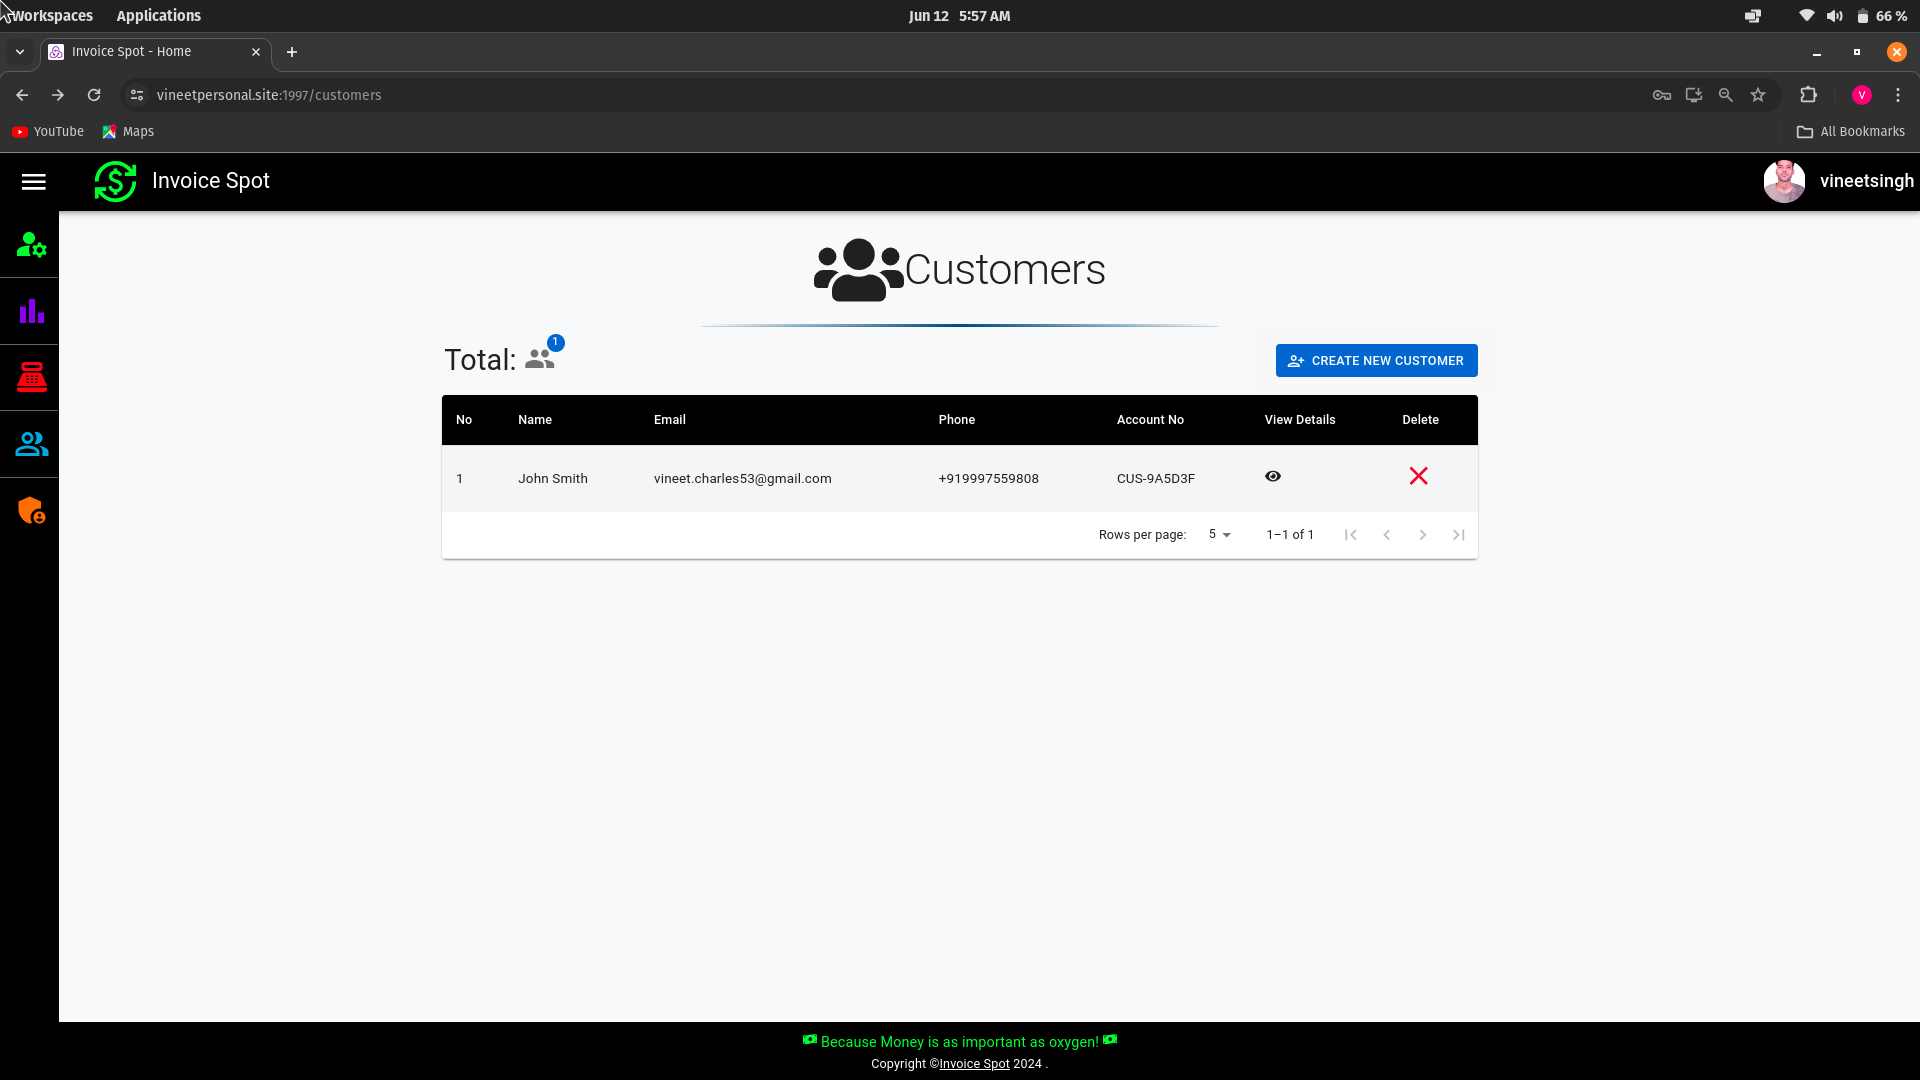 Workspaces Applications Jun 12 5:57 AM 66 %
Invoice Spot - Home
vineetpersonal.site:1997/customers V
YouTube Maps All Bookmarks
Invoice Spot vineetsingh
Customers
Total: 1 CREATE NEW CUSTOMER
No Name Email Phone Account No View Details Delete
1 John Smith vineet.charles53@gmail.com +919997559808 CUS-9A5D3F
Rows per page: 5 1–1 of 1
Because Money is as important as oxygen!
Copyright ©Invoice Spot 2024 .